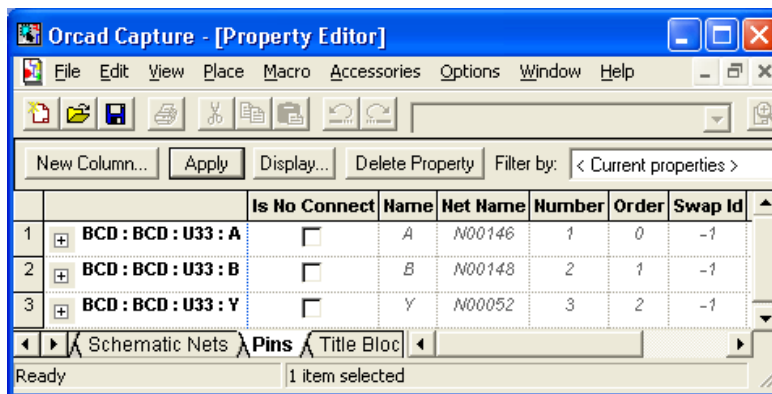 Orcad Capture - [Property Editor]
File Edit View Place Macro Accessories Options Window Help
New Column... Apply Display... Delete Property Filter by: < Current properties >
Is No Connect Name Net Name Number Order Swap Id
1 BCD : BCD : U33 : A A N00146 1 0 -1
2 BCD : BCD : U33 : B B N00148 2 1 -1
3 BCD : BCD : U33 : Y Y N00052 3 2 -1
Schematic Nets Pins Title Bloc
Ready 1 item selected